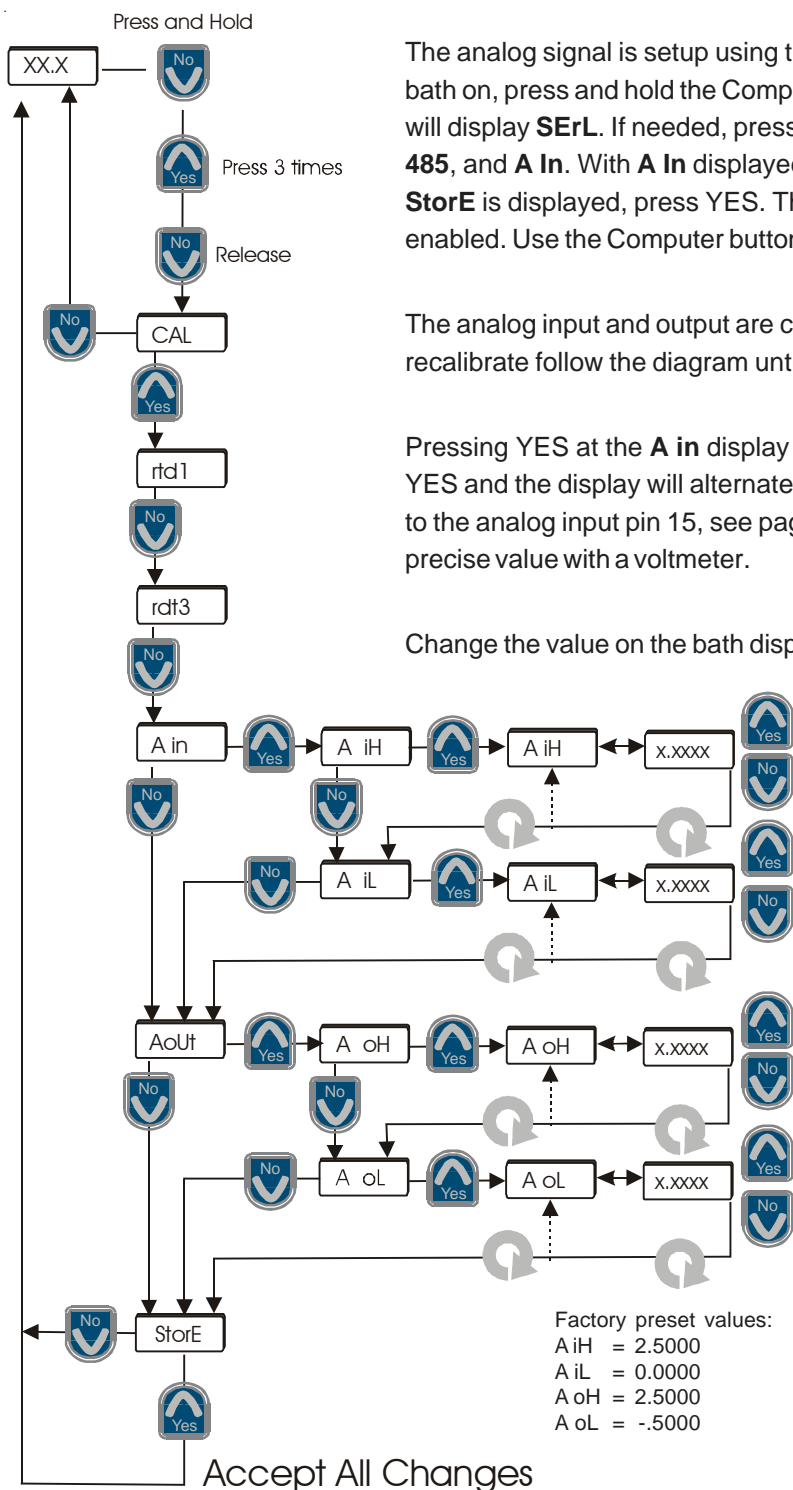 Press and Hold
XX.X
No
Yes
Press 3 times
No
Release
No
CAL
Yes
rtd1
No
rdt3
No
The analog signal is setup using t
bath on, press and hold the Comp
will display SErL. If needed, press
485, and A In. With A In displayed
StorE is displayed, press YES. Th
enabled. Use the Computer button
The analog input and output are c
recalibrate follow the diagram unt
Pressing YES at the A in display
YES and the display will alternate
to the analog input pin 15, see pag
precise value with a voltmeter.
Change the value on the bath disp
A in
Yes
A iH
Yes
A iH
x.xxxx
Yes
No
No
No
No
A iL
Yes
A iL
x.xxxx
Yes
No
AoUt
Yes
A oH
Yes
A oH
x.xxxx
Yes
No
No
No
No
A oL
Yes
A oL
x.xxxx
Yes
No
No
StorE
Yes
Factory preset values:
A iH = 2.5000
A iL = 0.0000
A oH = 2.5000
A oL = -.5000
Accept All Changes